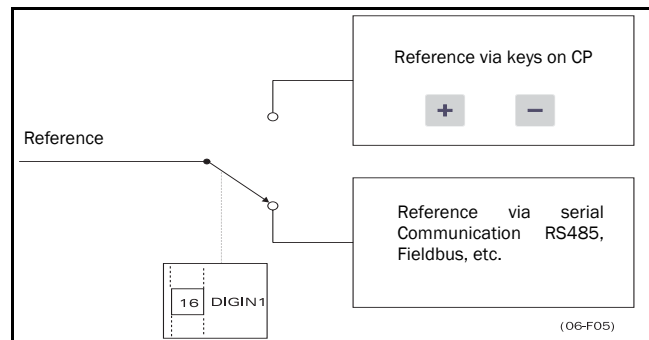 Reference via keys on CP
+ −
Reference
Reference via serial
Communication RS485,
Fieldbus, etc.
16 DIGIN1
(06-F05)